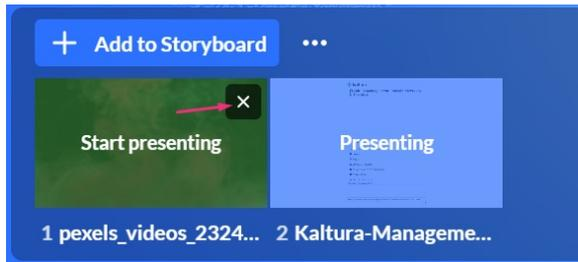 + Add to Storyboard ...
Start presenting
Presenting
1 pexels_videos_2324...
2 Kaltura-Manageme...